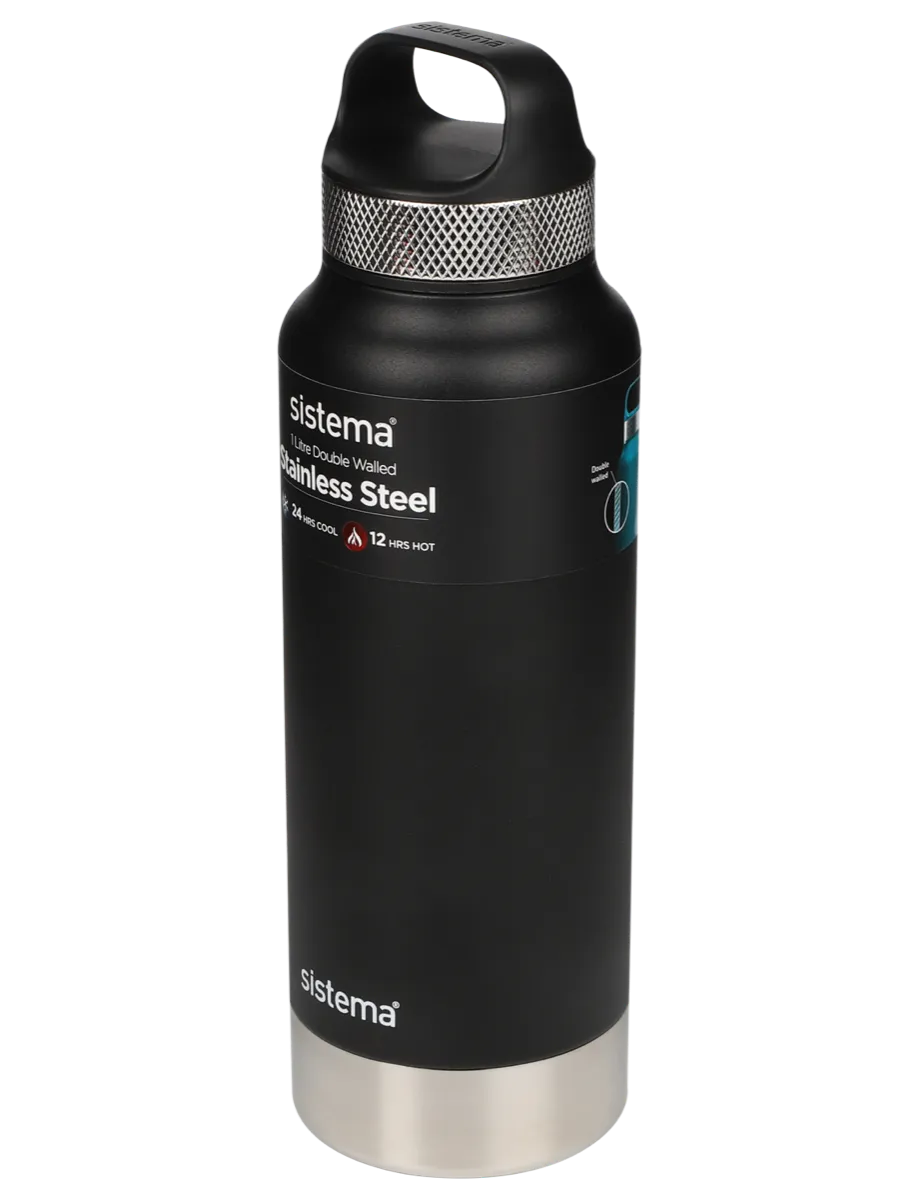 sistema
sistema®
1 Litre Double Walled
Stainless Steel
24 HRS COOL 12 HRS HOT
Double
walled
sistema®